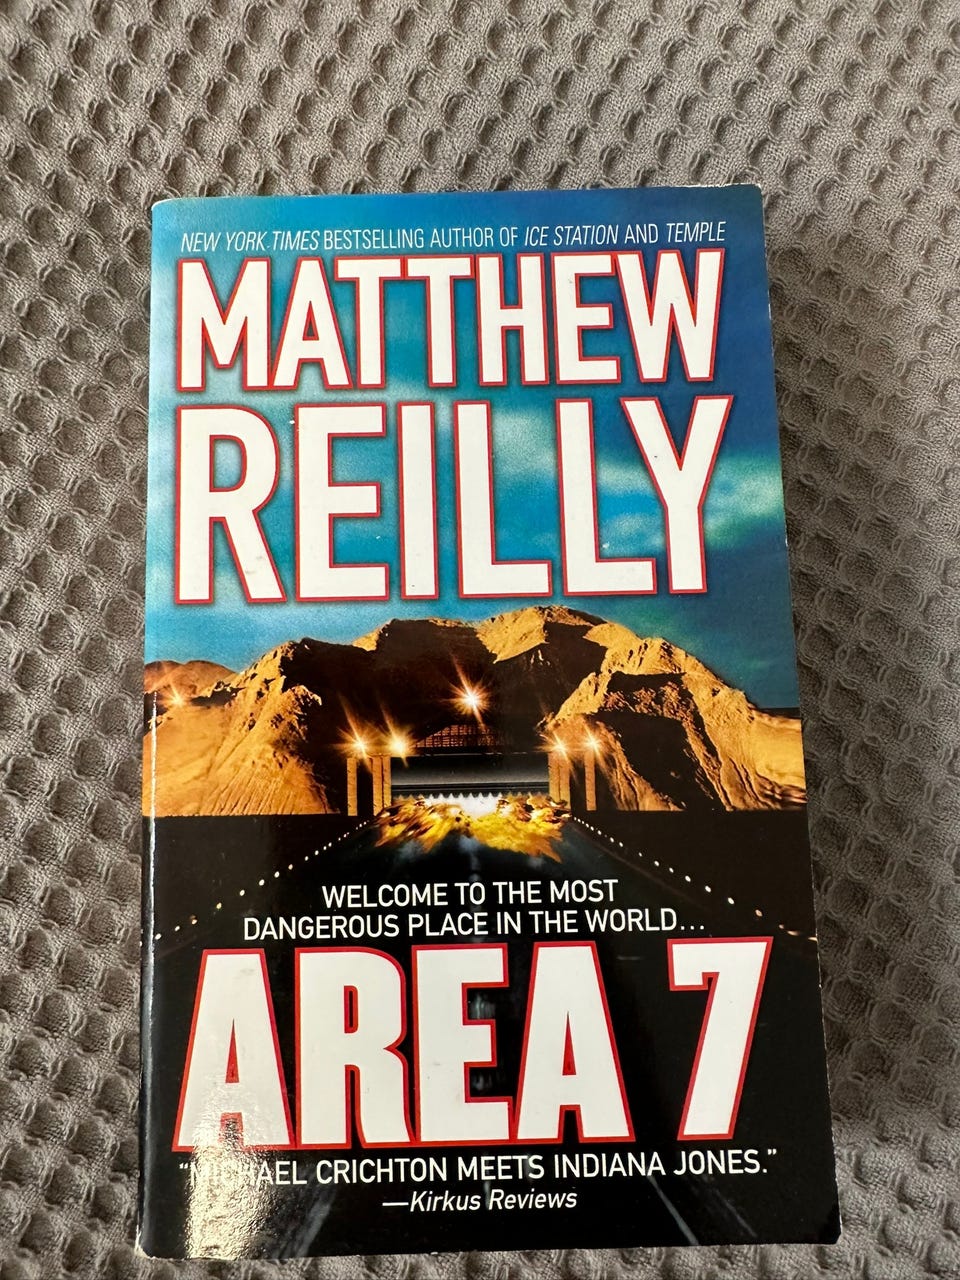 NEW YORK TIMES BESTSELLING AUTHOR OF ICE STATION AND TEMPLE
MATTHEW
REILLY
WELCOME TO THE MOST
DANGEROUS PLACE IN THE WORLD...
AREA 7
"MICHAEL CRICHTON MEETS INDIANA JONES."
—Kirkus Reviews